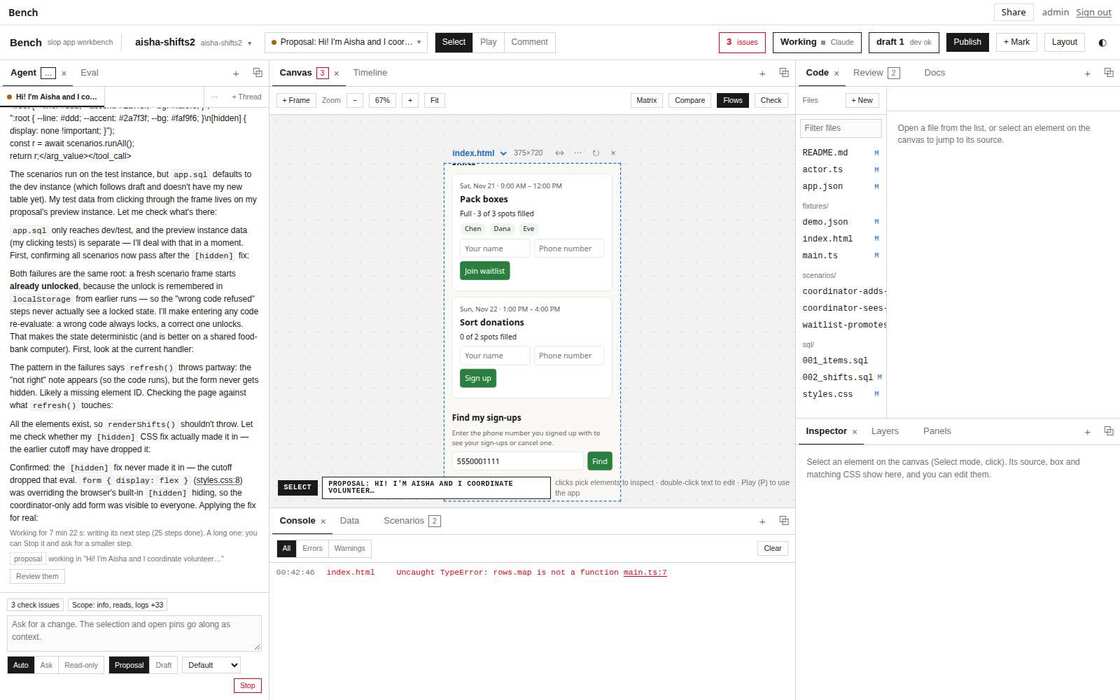 Bench
Share
admin
Sign out
Bench slop app workbench
aisha-shifts2 aisha-shifts2
Proposal: Hi! I'm Aisha and I coor…
Select
Play
Comment
3 issues
Working Claude
draft 1 dev ok
Publish
+ Mark
Layout
Agent … ×
Eval
Hi! I'm Aisha and I co…
…
+ Thread
":root { --line: #ddd; --accent: #2a7f3f; --bg: #faf9f6; }\n[hidden] {
display: none !important; }");
const r = await scenarios.runAll();
return r;</arg_value></tool_call>
The scenarios run on the test instance, but app.sql defaults to
the dev instance (which follows draft and doesn't have my new
table yet). My test data from clicking through the frame lives on my
proposal's preview instance. Let me check what's there:
app.sql only reaches dev/test, and the preview instance data
(my clicking tests) is separate — I'll deal with that in a moment.
First, confirming all scenarios now pass after the [hidden] fix:
Both failures are the same root: a fresh scenario frame starts
already unlocked, because the unlock is remembered in
localStorage from earlier runs — so the "wrong code refused"
steps never actually see a locked state. I'll make entering any code
re-evaluate: a wrong code always locks, a correct one unlocks.
That makes the state deterministic (and is better on a shared food-
bank computer). First, look at the current handler:
The pattern in the failures says refresh() throws partway: the
"not right" note appears (so the code runs), but the form never gets
hidden. Likely a missing element ID. Checking the page against
what refresh() touches:
All the elements exist, so renderShifts() shouldn't throw. Let
me check whether my [hidden] CSS fix actually made it in —
the earlier cutoff may have dropped it:
Confirmed: the [hidden] fix never made it in — the cutoff
dropped that eval. form { display: flex } (styles.css:8)
was overriding the browser's built-in [hidden] hiding, so the
coordinator-only add form was visible to everyone. Applying the fix
for real:
Working for 7 min 22 s: writing its next step (25 steps done). A long one: you
can Stop it and ask for a smaller step.
proposal working in "Hi! I'm Aisha and I coordinate volunteer…"
Review them
3 check issues
Scope: info, reads, logs +33
Ask for a change. The selection and open pins go along as
context.
Auto
Ask
Read-only
Proposal
Draft
Default
Stop
Canvas 3 ×
Timeline
+ Frame
Zoom
−
67%
+
Fit
Matrix
Compare
Flows
Check
index.html
375×720
Sat, Nov 21 · 9:00 AM – 12:00 PM
Pack boxes
Full · 3 of 3 spots filled
Chen
Dana
Eve
Your name
Phone number
Join waitlist
Sun, Nov 22 · 1:00 PM – 4:00 PM
Sort donations
0 of 2 spots filled
Your name
Phone number
Sign up
Find my sign-ups
Enter the phone number you signed up with to
see your sign-ups or cancel one.
5550001111
Find
SELECT
PROPOSAL: HI! I'M AISHA AND I COORDINATE
VOLUNTEER…
clicks pick elements to inspect · double-click text to edit · Play (P) to use
the app
Console ×
Data
Scenarios 2
All
Errors
Warnings
Clear
00:42:46 index.html Uncaught TypeError: rows.map is not a function main.ts:7
Code ×
Review 2
Docs
Files
+ New
Filter files
README.md M
actor.ts M
app.json M
fixtures/
demo.json M
index.html M
main.ts M
scenarios/
coordinator-adds-
coordinator-sees-
waitlist-promotes
sql/
001_items.sql
002_shifts.sql M
styles.css M
Open a file from the list, or select an element on the
canvas to jump to its source.
Inspector ×
Layers
Panels
Select an element on the canvas (Select mode, click). Its source, box and
matching CSS show here, and you can edit them.